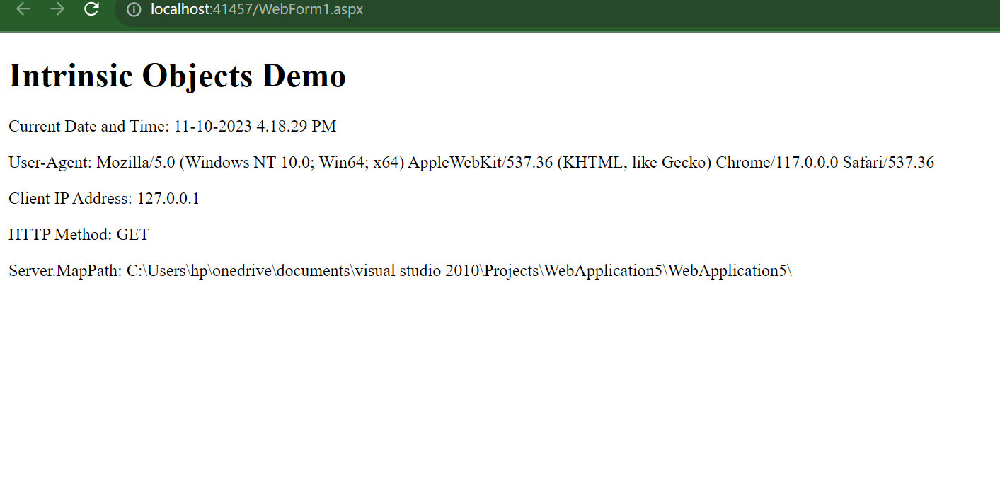 localhost:41457/WebForm1.aspx
Intrinsic Objects Demo
Current Date and Time: 11-10-2023 4.18.29 PM
User-Agent: Mozilla/5.0 (Windows NT 10.0; Win64; x64) AppleWebKit/537.36 (KHTML, like Gecko) Chrome/117.0.0.0 Safari/537.36
Client IP Address: 127.0.0.1
HTTP Method: GET
Server.MapPath: C:\Users\hp\onedrive\documents\visual studio 2010\Projects\WebApplication5\WebApplication5\